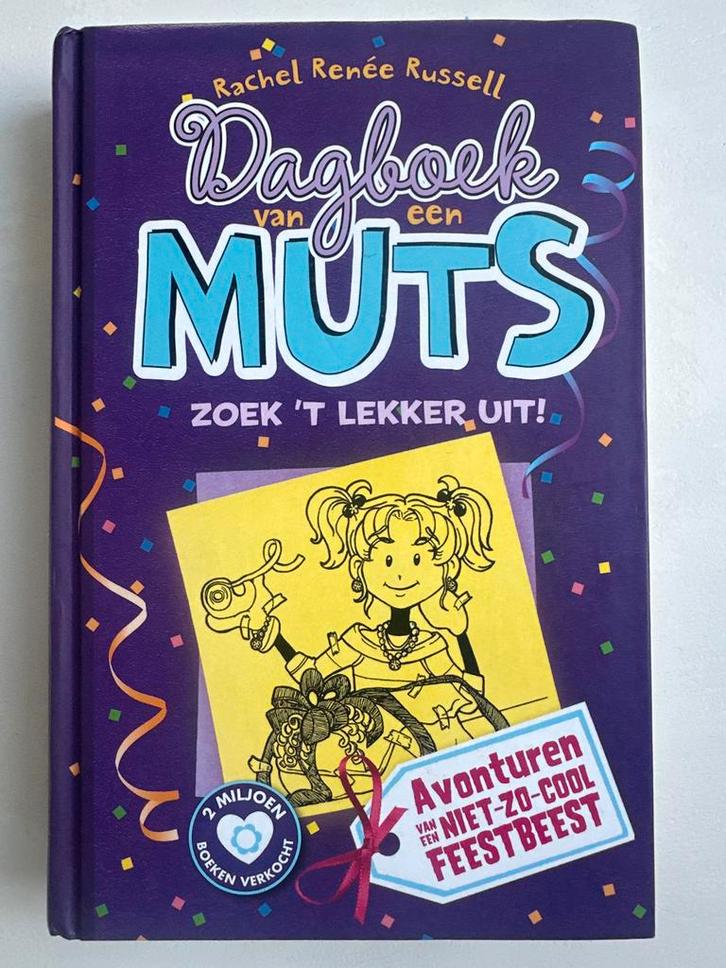 Rachel Renée Russell
Dagboek
van een
MUTS
ZOEK 'T LEKKER UIT!
Avonturen
VAN EEN NIET-ZO-COOL
FEESTBEEST
2 MILJOEN
BOEKEN VERKOCHT